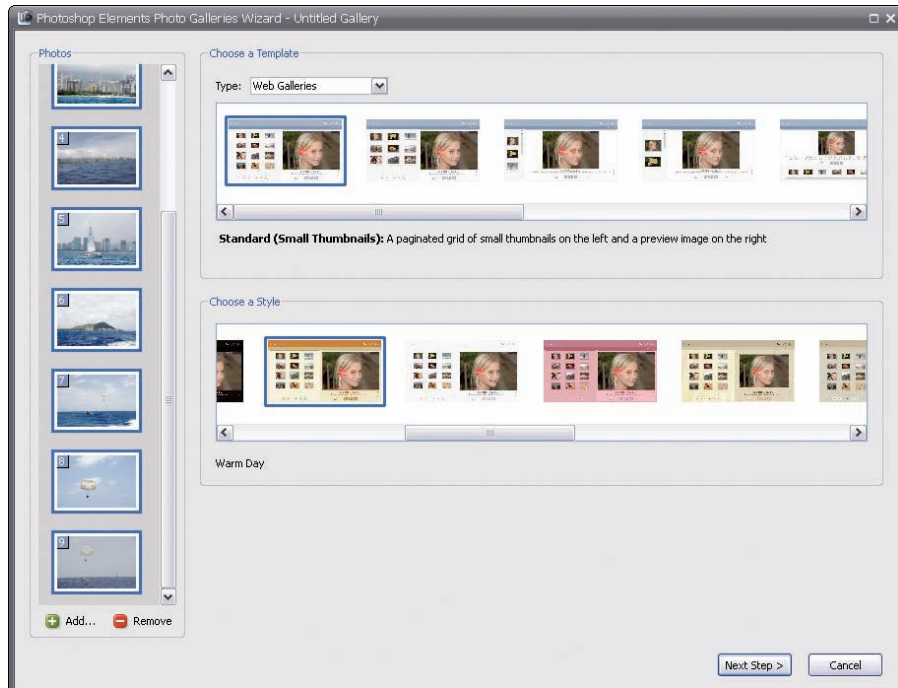 Photoshop Elements Photo Galleries Wizard - Untitled Gallery
Photos
4
5
6
7
8
9
Add...
Remove
Choose a Template
Type: Web Galleries
Standard (Small Thumbnails): A paginated grid of small thumbnails on the left and a preview image on the right
Choose a Style
Warm Day
Next Step >
Cancel